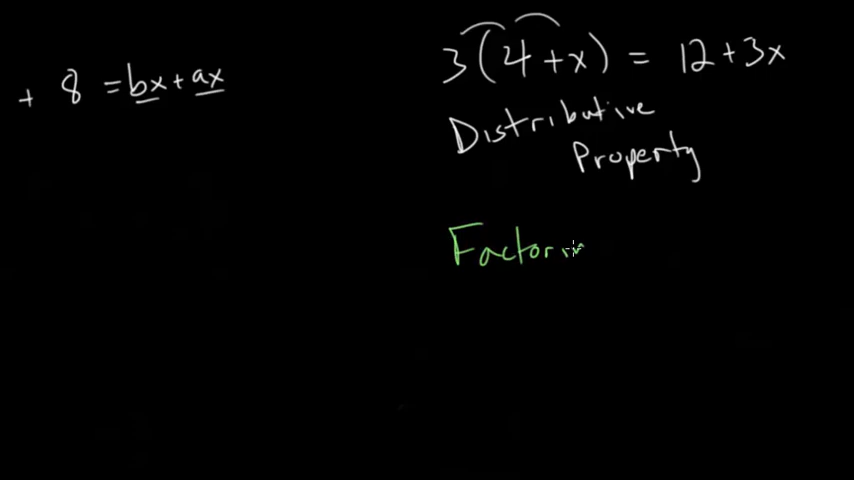 + 8 = bx + ax
3(4+x) = 12+3x
Distributive
Property
Factorin